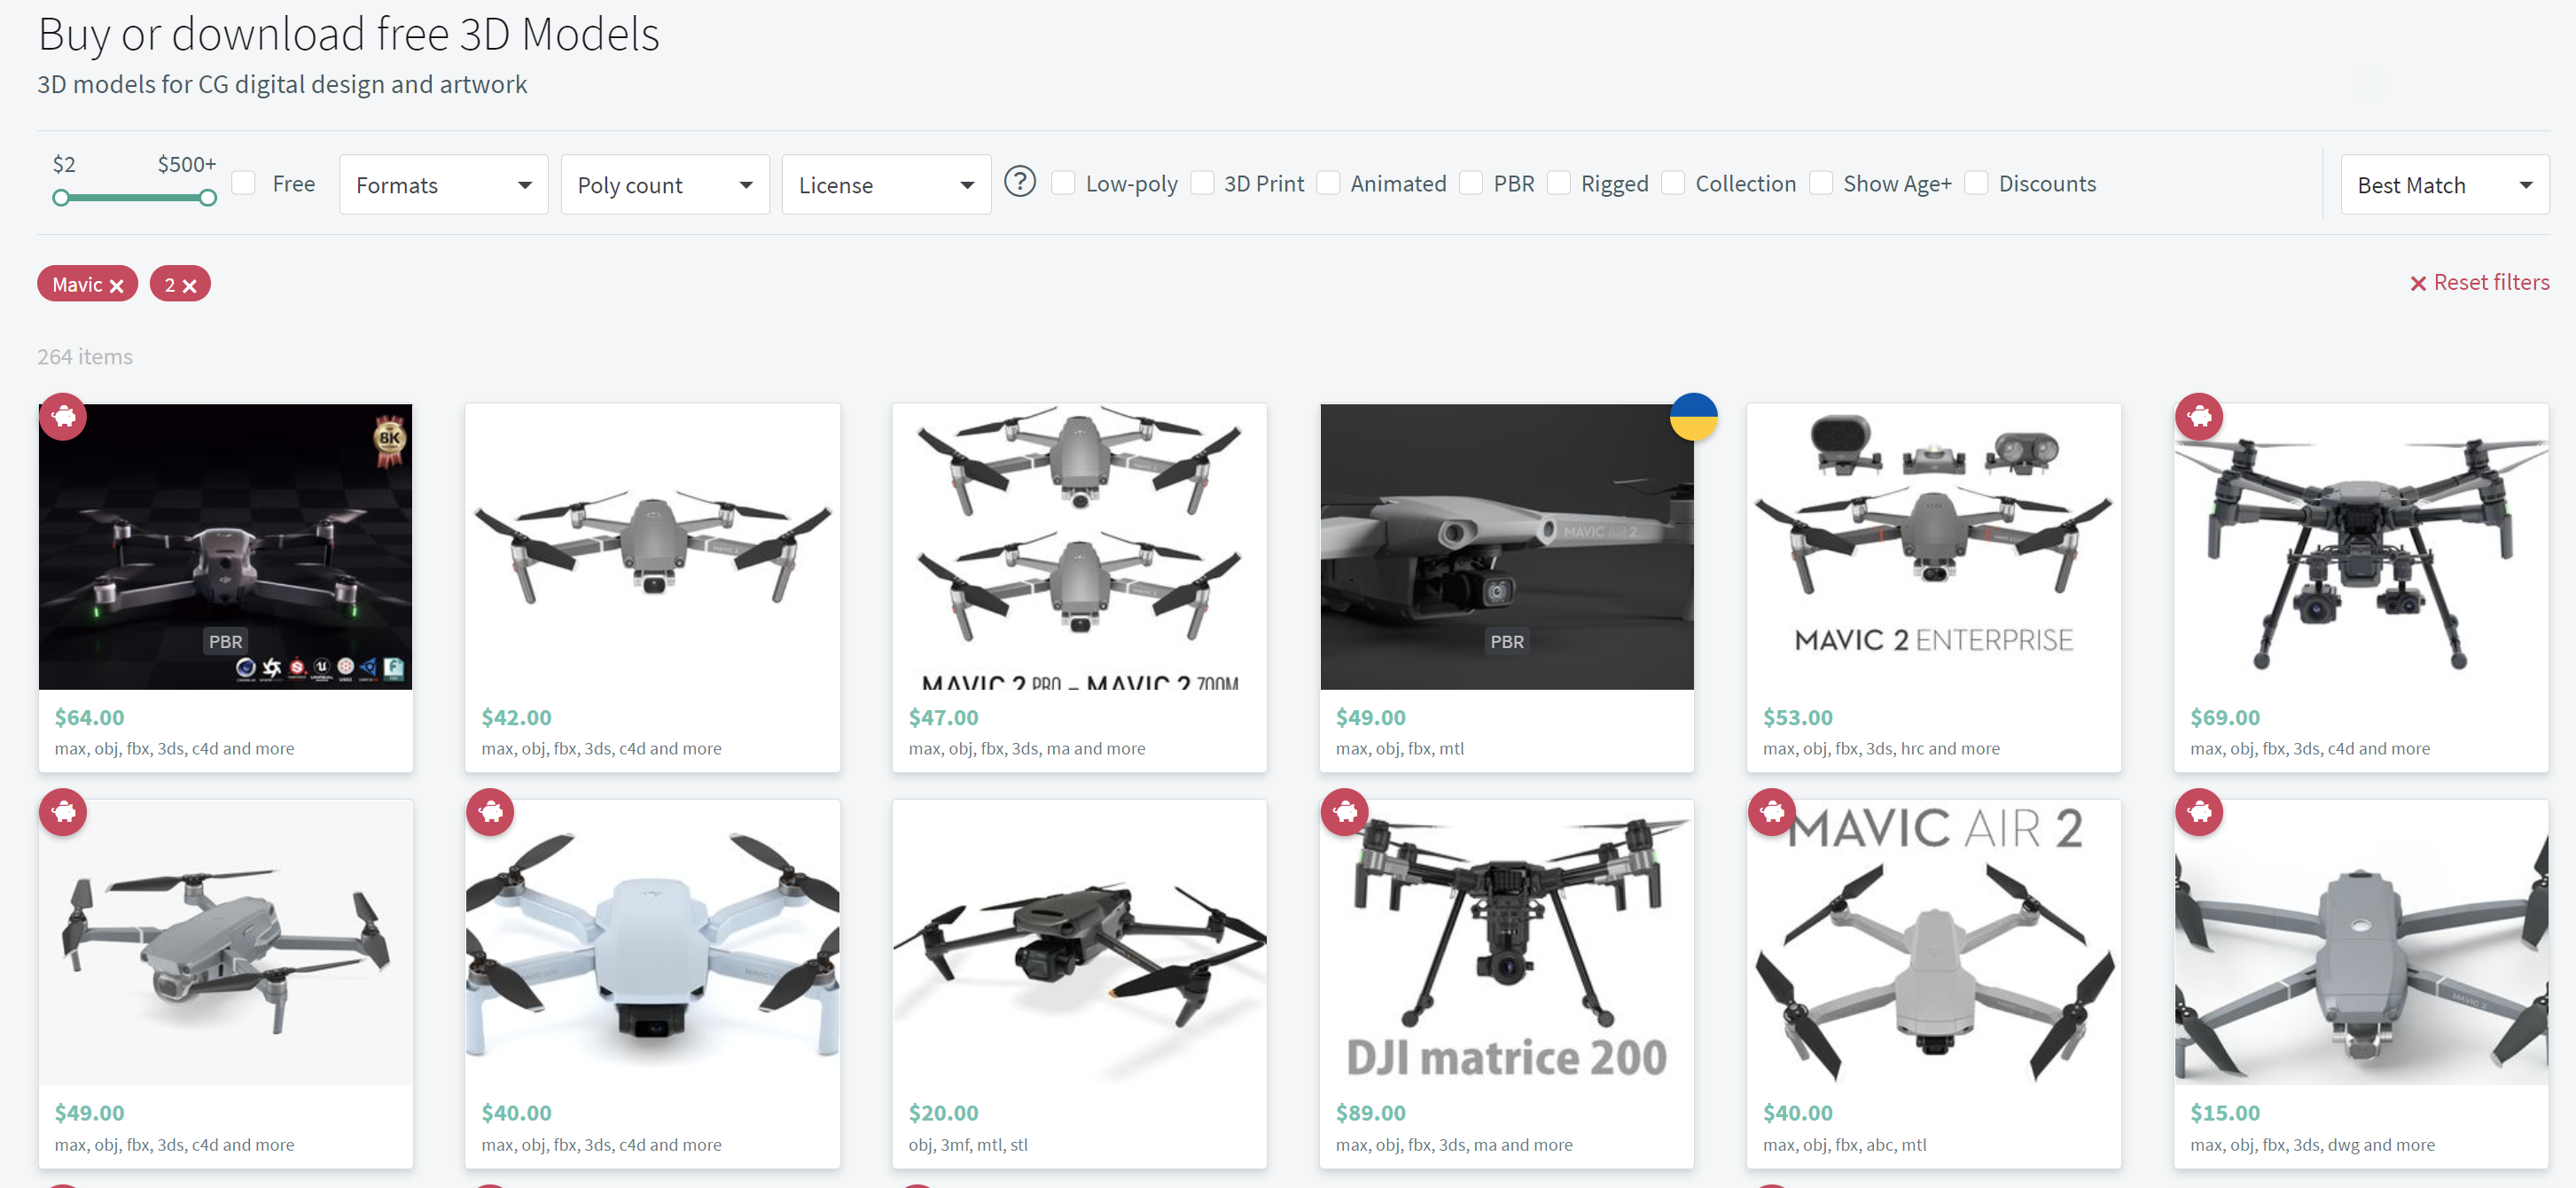 Buy or download free 3D Models
3D models for CG digital design and artwork
$2 $500+ Free Formats Poly count License ? Low-poly 3D Print Animated PBR Rigged Collection Show Age+ Discounts Best Match
Mavic × 2 × × Reset filters
264 items
8K
PBR
$64.00
max, obj, fbx, 3ds, c4d and more
MAVIC 2
$42.00
max, obj, fbx, 3ds, c4d and more
MAVIC 2 PRO – MAVIC 2 ZOOM
$47.00
max, obj, fbx, 3ds, ma and more
MAVIC AIR 2
PBR
$49.00
max, obj, fbx, mtl
MAVIC 2 ENTERPRISE
$53.00
max, obj, fbx, 3ds, hrc and more
$69.00
max, obj, fbx, 3ds, c4d and more
$49.00
max, obj, fbx, 3ds, c4d and more
$40.00
max, obj, fbx, 3ds, c4d and more
$20.00
obj, 3mf, mtl, stl
DJI matrice 200
$89.00
max, obj, fbx, 3ds, ma and more
MAVIC AIR 2
$40.00
max, obj, fbx, abc, mtl
MAVIC 2
$15.00
max, obj, fbx, 3ds, dwg and more